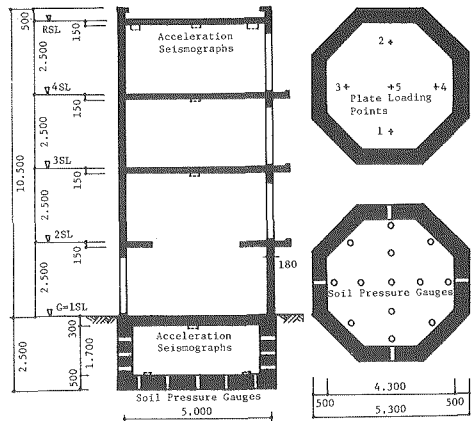 500
RSL
150
Acceleration
Seismographs
2.500
4SL
150
2.500
10.500
3SL
150
2.500
2SL
150
180
2.500
G=1SL
300
Acceleration
Seismographs
2.500
1.700
500
Soil Pressure Gauges
5.000
2
3 5 4
Plate Loading
Points
1
Soil Pressure Gauges
4.300
500 500
5.300